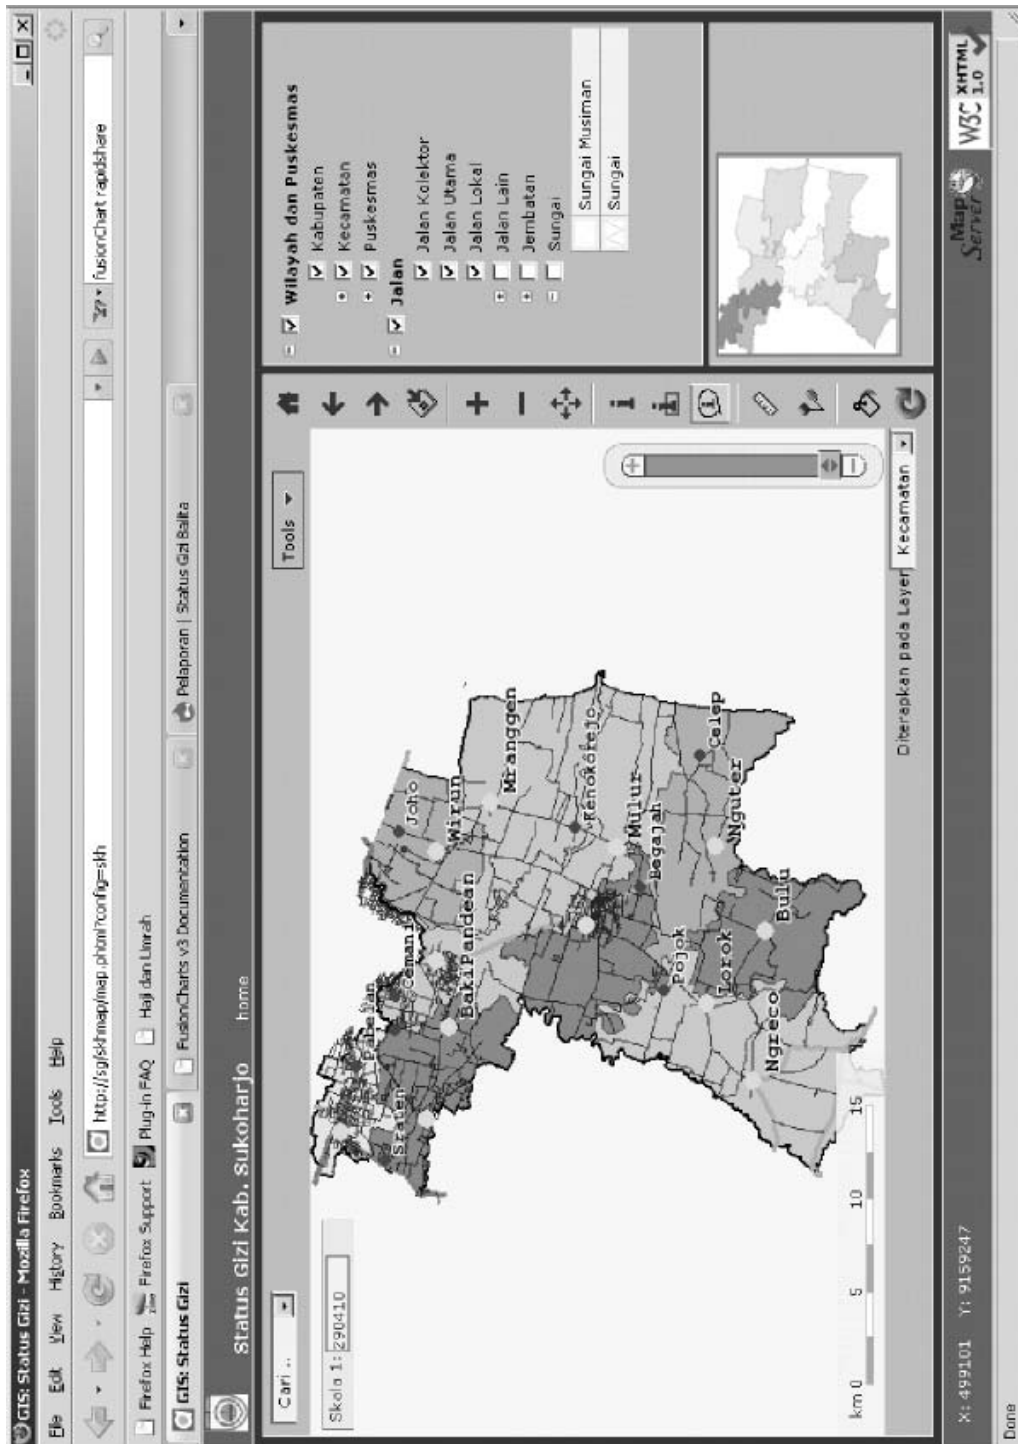 GIS: Status Gizi - Mozilla Firefox
File Edit View History Bookmarks Tools Help
http://sg/skhmap/map.phtml?config=skh
fusionChart rapidshare
Firefox Help Firefox Support Plug-in FAQ Haji dan Umrah
GIS: Status Gizi
FusionCharts v3 Documentation
Pelaporan | Status Gizi Balita
Status Gizi Kab. Sukoharjo
home
Cari ..
Tools
Skala 1: 290410
Pabelan
Sraten
Cemani
Baki
Pandean
Joho
Wirun
Mranggen
Kenokorejo
Mulur
Begajah
Pojok
Lorok
Celep
Nguter
Bulu
Ngreco
km 0 5 10 15
Diterapkan pada Layer Kecamatan
Wilayah dan Puskesmas
Kabupaten
Kecamatan
Puskesmas
Jalan
Jalan Kolektor
Jalan Utama
Jalan Lokal
Jalan Lain
Jembatan
Sungai
Sungai Musiman
Sungai
X: 499101 Y: 9159247
Map Server
W3C XHTML 1.0
Done